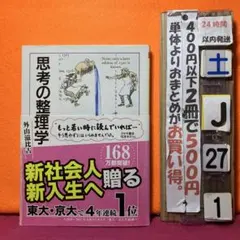 思考の整理学
外山滋比古
"もっと若い時に読んでいれば…"
168
万部突破!
新社会人
新入生へ
贈る
東大・京大で4年連続1位
400円以下2冊で500円
単体よりおまとめがお買い得。
24時間
以内発送
土
J
27
1